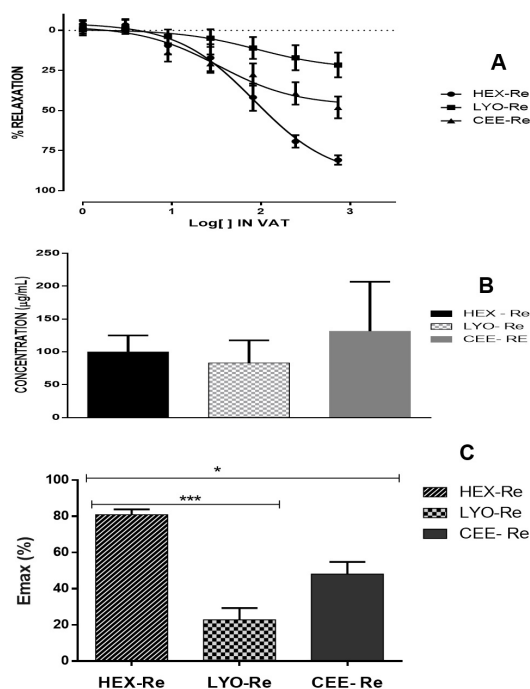 0
25
50
75
100
% RELAXATION
0
1
2
3
Log[ ] IN VAT
A
HEX-Re
LYO-Re
CEE-Re
250
200
150
100
50
0
CONCENTRATION (µg/mL)
B
HEX - Re
LYO- Re
CEE- RE
C
100
80
60
40
20
0
Emax (%)
*
***
HEX-Re
LYO-Re
CEE- Re
HEX-Re
LYO-Re
CEE- Re